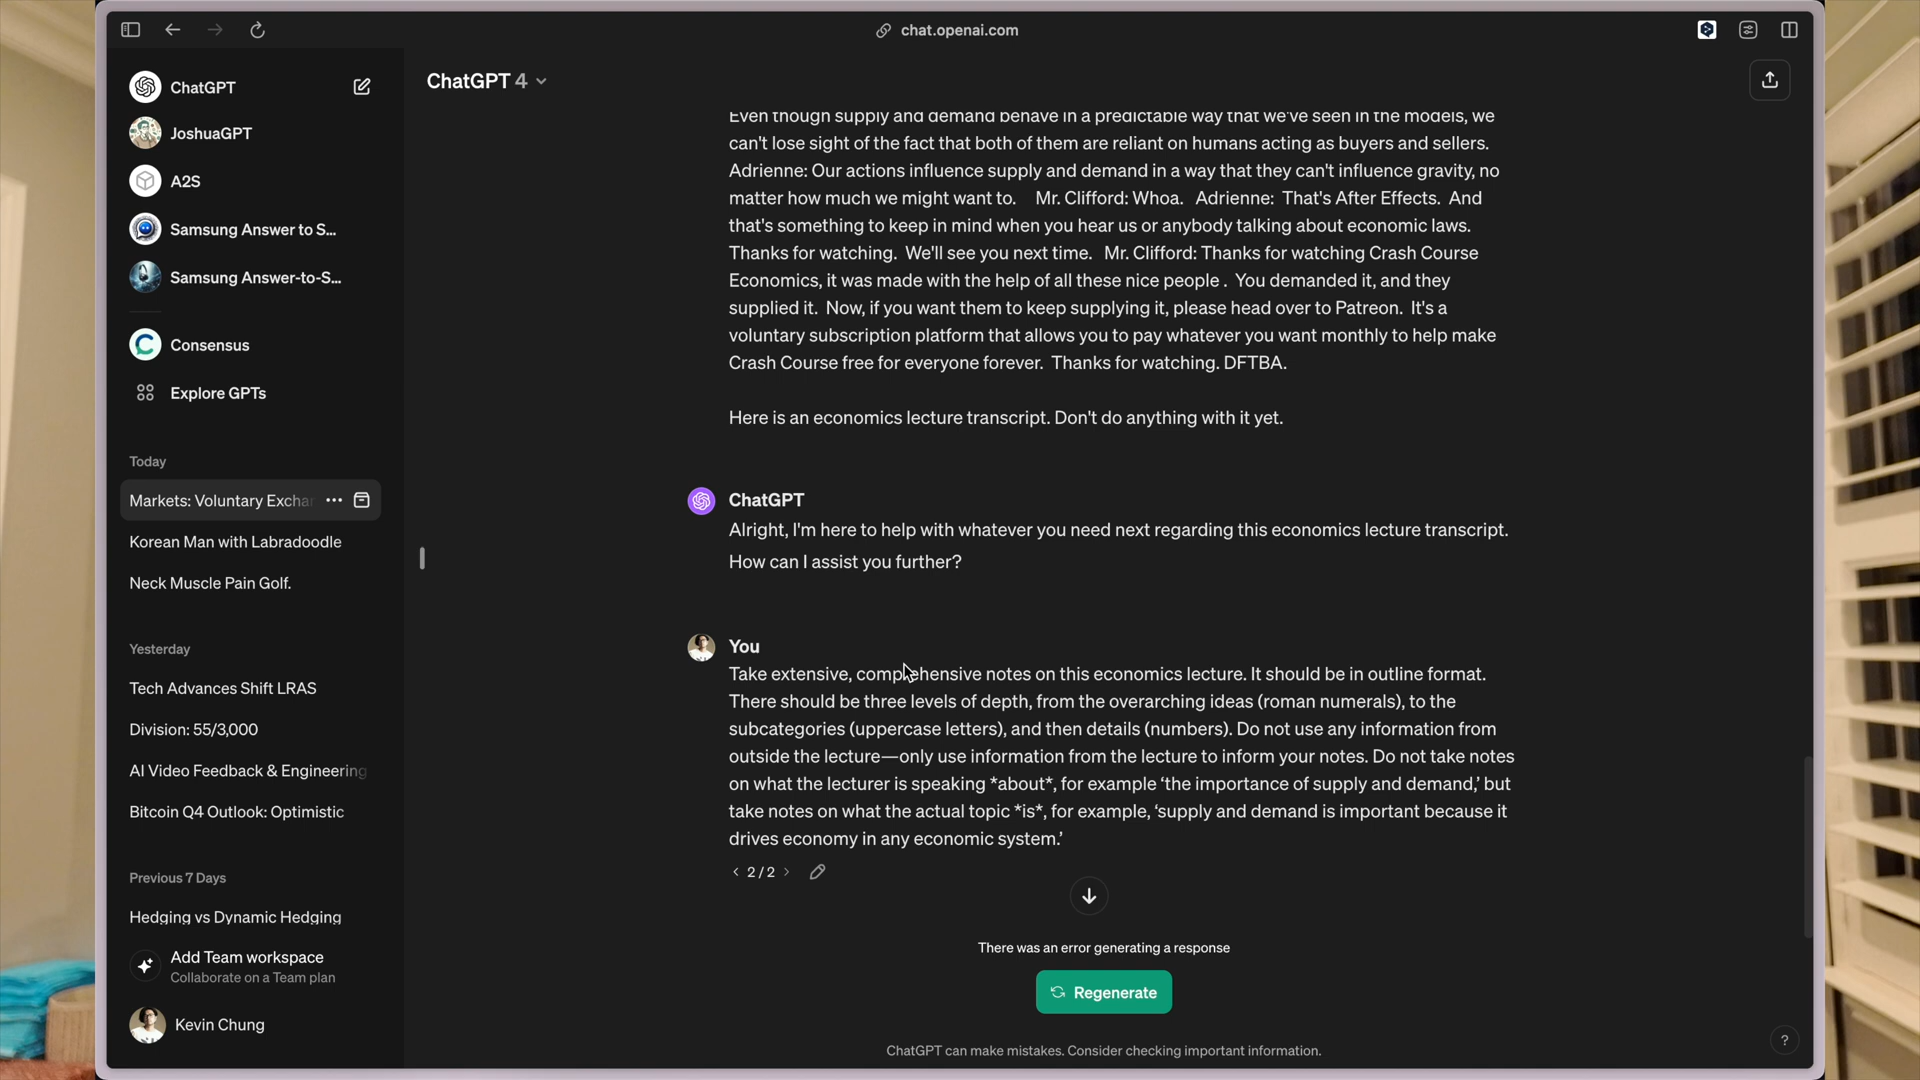 chat.openai.com
ChatGPT
JoshuaGPT
A2S
Samsung Answer to S...
Samsung Answer-to-S...
Consensus
Explore GPTs
Today
Markets: Voluntary Excha
Korean Man with Labradoodle
Neck Muscle Pain Golf.
Yesterday
Tech Advances Shift LRAS
Division: 55/3,000
AI Video Feedback & Engineering
Bitcoin Q4 Outlook: Optimistic
Previous 7 Days
Hedging vs Dynamic Hedging
Add Team workspace
Collaborate on a Team plan
Kevin Chung
ChatGPT 4
Even though supply and demand behave in a predictable way that we've seen in the models, we
can't lose sight of the fact that both of them are reliant on humans acting as buyers and sellers.
Adrienne: Our actions influence supply and demand in a way that they can't influence gravity, no
matter how much we might want to. Mr. Clifford: Whoa. Adrienne: That's After Effects. And
that's something to keep in mind when you hear us or anybody talking about economic laws.
Thanks for watching. We'll see you next time. Mr. Clifford: Thanks for watching Crash Course
Economics, it was made with the help of all these nice people . You demanded it, and they
supplied it. Now, if you want them to keep supplying it, please head over to Patreon. It's a
voluntary subscription platform that allows you to pay whatever you want monthly to help make
Crash Course free for everyone forever. Thanks for watching. DFTBA.
Here is an economics lecture transcript. Don't do anything with it yet.
ChatGPT
Alright, I'm here to help with whatever you need next regarding this economics lecture transcript.
How can I assist you further?
You
Take extensive, comprehensive notes on this economics lecture. It should be in outline format.
There should be three levels of depth, from the overarching ideas (roman numerals), to the
subcategories (uppercase letters), and then details (numbers). Do not use any information from
outside the lecture—only use information from the lecture to inform your notes. Do not take notes
on what the lecturer is speaking *about*, for example ‘the importance of supply and demand,’ but
take notes on what the actual topic *is*, for example, ‘supply and demand is important because it
drives economy in any economic system.’
2 / 2
There was an error generating a response
Regenerate
ChatGPT can make mistakes. Consider checking important information.
?